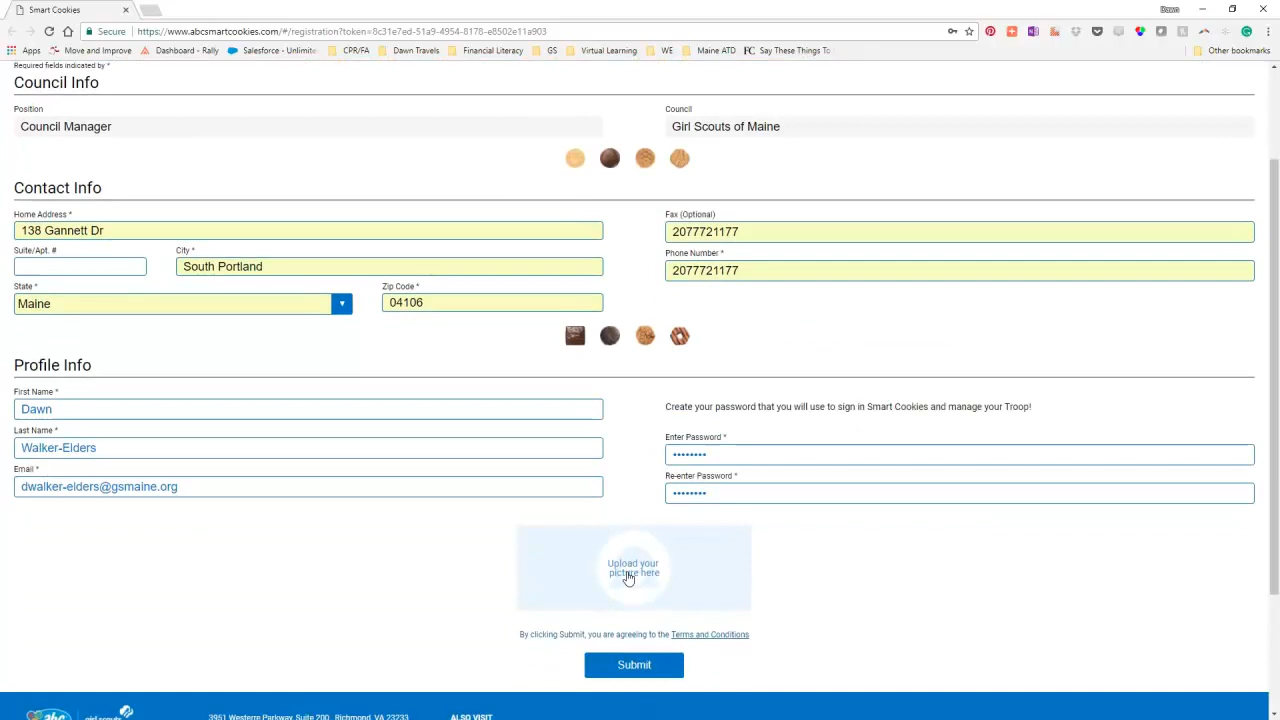 Smart Cookies
Dawn
Secure
https://www.abcsmartcookies.com/#/registration?token=8c31e7ed-51a9-4954-8178-e8502e11a903
Apps
Move and Improve
Dashboard - Rally
Salesforce - Unlimite
CPR/FA
Dawn Travels
Financial Literacy
GS
Virtual Learning
WE
Maine ATD
FC Say These Things To
Other bookmarks
Required fields indicated by *
Council Info
Position
Council
Council Manager
Girl Scouts of Maine
Contact Info
Home Address *
Fax (Optional)
138 Gannett Dr
2077721177
Suite/Apt. #
City *
Phone Number *
South Portland
2077721177
State *
Zip Code *
Maine
04106
Profile Info
First Name *
Dawn
Create your password that you will use to sign in Smart Cookies and manage your Troop!
Last Name *
Enter Password *
Walker-Elders
••••••••
Email *
Re-enter Password *
dwalker-elders@gsmaine.org
••••••••
Upload your
picture here
By clicking Submit, you are agreeing to the Terms and Conditions
Submit
abc
girl scouts
3951 Westerre Parkway, Suite 200, Richmond, VA 23233
ALSO VISIT